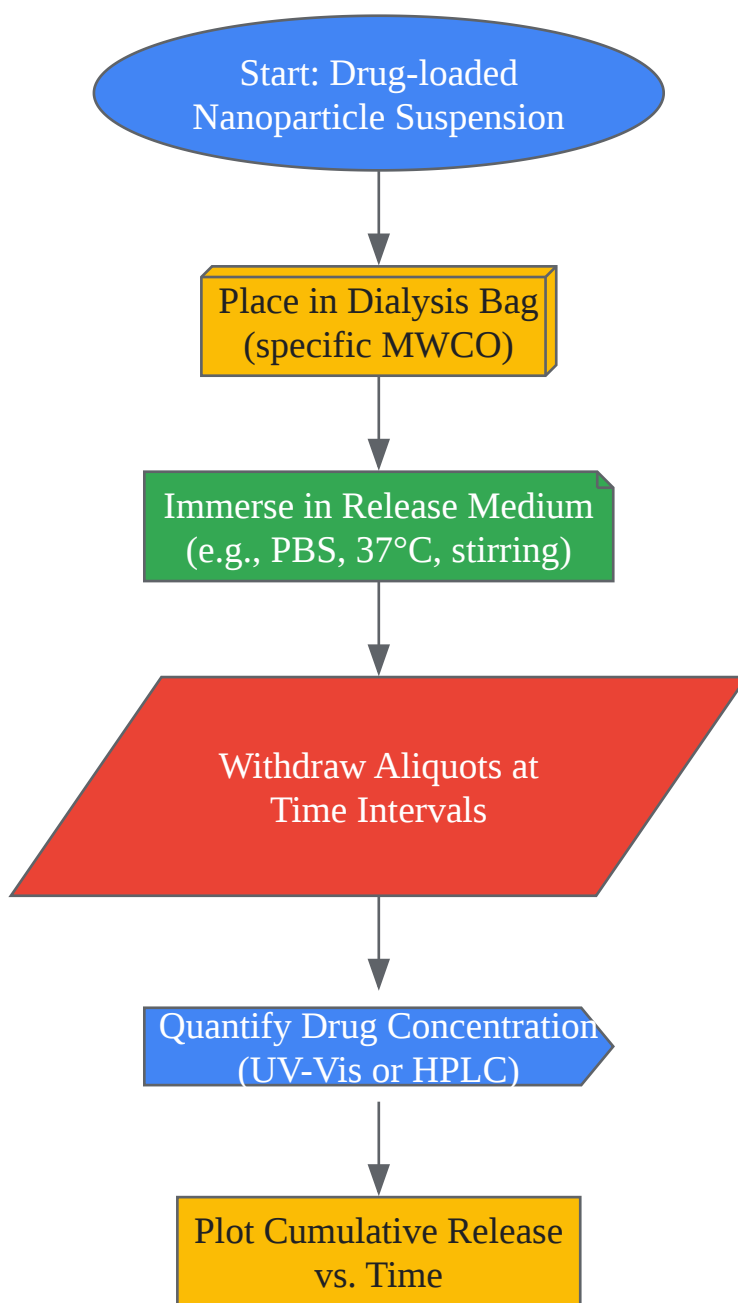 Start: Drug-loaded
Nanoparticle Suspension
Place in Dialysis Bag
(specific MWCO)
Immerse in Release Medium
(e.g., PBS, 37°C, stirring)
Withdraw Aliquots at
Time Intervals
Quantify Drug Concentration
(UV-Vis or HPLC)
Plot Cumulative Release
vs. Time